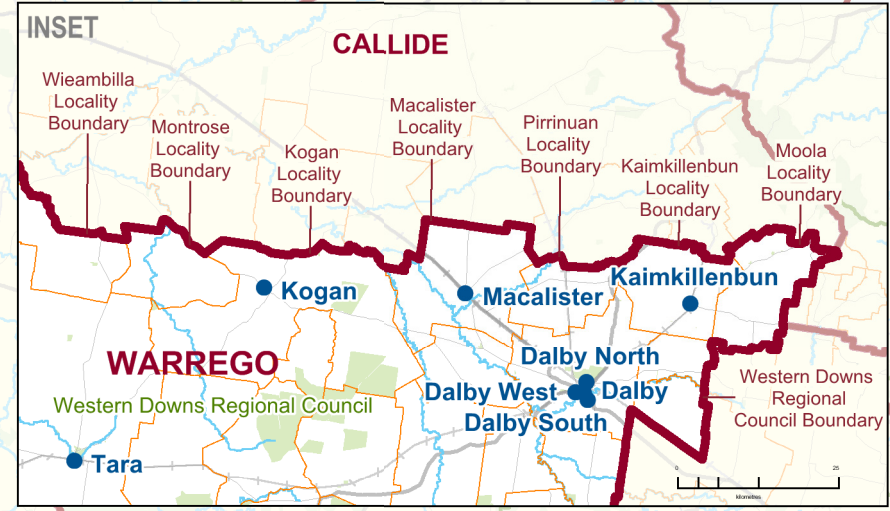 INSET
CALLIDE
Wieambilla
Locality
Boundary
Montrose
Locality
Boundary
Kogan
Locality
Boundary
Macalister
Locality
Boundary
Pirrinuan
Locality
Boundary
Kaimkillenbun
Locality
Boundary
Moola
Locality
Boundary
Kogan
Macalister
Kaimkillenbun
WARREGO
Western Downs Regional Council
Dalby North
Dalby West
Dalby
Dalby South
Western Downs
Regional
Council Boundary
Tara
0
25
kilometres